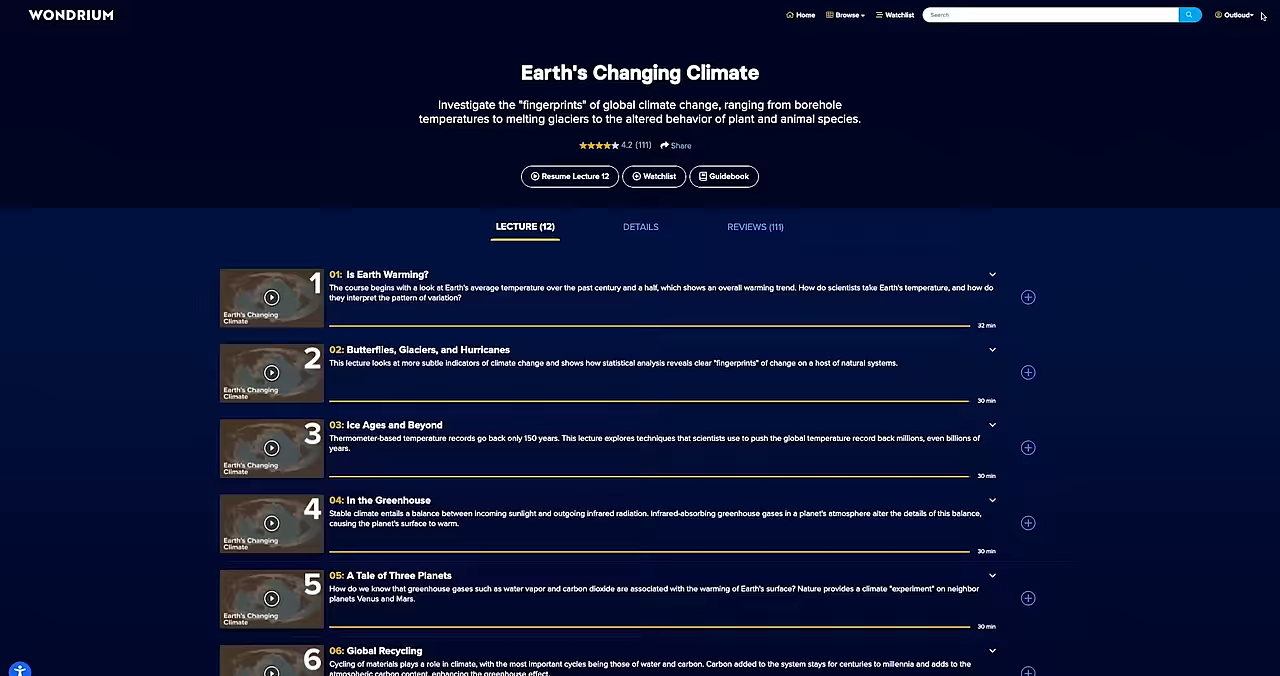 WONDRIUM
Home Browse Watchlist Search Outloud
Earth's Changing Climate
Investigate the "fingerprints" of global climate change, ranging from borehole
temperatures to melting glaciers to the altered behavior of plant and animal species.
4.2 (111) Share
Resume Lecture 12 Watchlist Guidebook
LECTURE (12) DETAILS REVIEWS (111)
1
Earth's Changing
Climate
01: Is Earth Warming?
The course begins with a look at Earth's average temperature over the past century and a half, which shows an overall warming trend. How do scientists take Earth's temperature, and how do
they interpret the pattern of variation?
32 min
2
Earth's Changing
Climate
02: Butterflies, Glaciers, and Hurricanes
This lecture looks at more subtle indicators of climate change and shows how statistical analysis reveals clear "fingerprints" of change on a host of natural systems.
30 min
3
Earth's Changing
Climate
03: Ice Ages and Beyond
Thermometer-based temperature records go back only 150 years. This lecture explores techniques that scientists use to push the global temperature record back millions, even billions of
years.
30 min
4
Earth's Changing
Climate
04: In the Greenhouse
Stable climate entails a balance between incoming sunlight and outgoing infrared radiation. Infrared-absorbing greenhouse gases in a planet's atmosphere alter the details of this balance,
causing the planet's surface to warm.
30 min
5
Earth's Changing
Climate
05: A Tale of Three Planets
How do we know that greenhouse gases such as water vapor and carbon dioxide are associated with the warming of Earth's surface? Nature provides a climate "experiment" on neighbor
planets Venus and Mars.
30 min
6
06: Global Recycling
Cycling of materials plays a role in climate, with the most important cycles being those of water and carbon. Carbon added to the system stays for centuries to millennia and adds to the
atmospheric carbon content, enhancing the greenhouse effect.